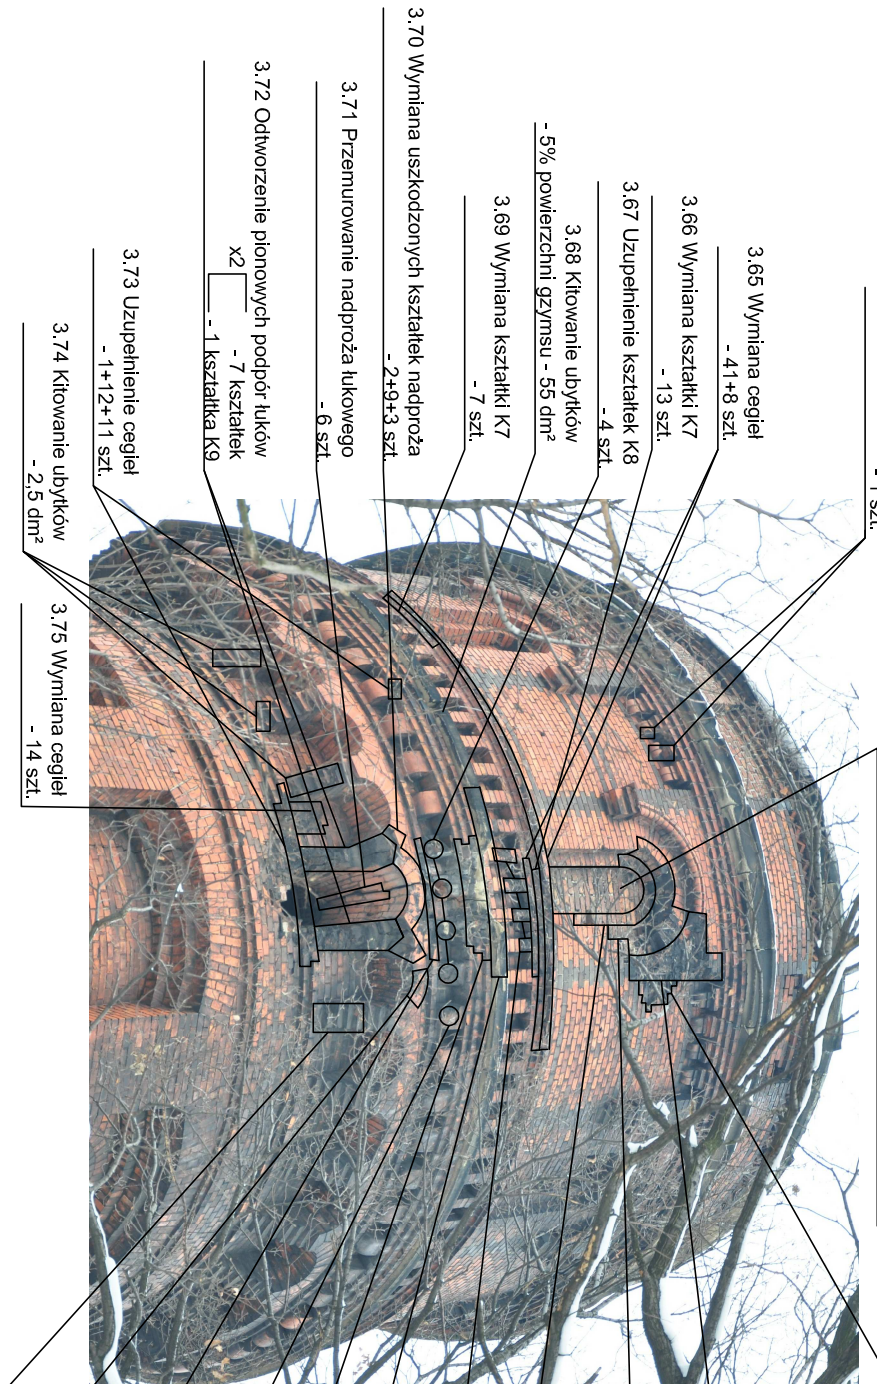 - 1 szt.
3.65 Wymiana cegieł
- 41+8 szt.
3.66 Wymiana kształtki K7
- 13 szt.
3.67 Uzupełnienie kształtek K8
- 4 szt.
3.68 Kitowanie ubytków
- 5% powierzchni gzymsu - 55 dm²
3.69 Wymiana kształtki K7
- 7 szt.
3.70 Wymiana uszkodzonych kształtek nadproża
- 2+9+3 szt.
3.71 Przemurowanie nadproża łukowego
- 6 szt.
3.72 Odtworzenie pionowych podpór łuków
x2
- 7 kształtek
- 1 kształtka K9
3.73 Uzupełnienie cegieł
- 1+12+11 szt.
3.74 Kitowanie ubytków
- 2,5 dm²
3.75 Wymiana cegieł
- 14 szt.